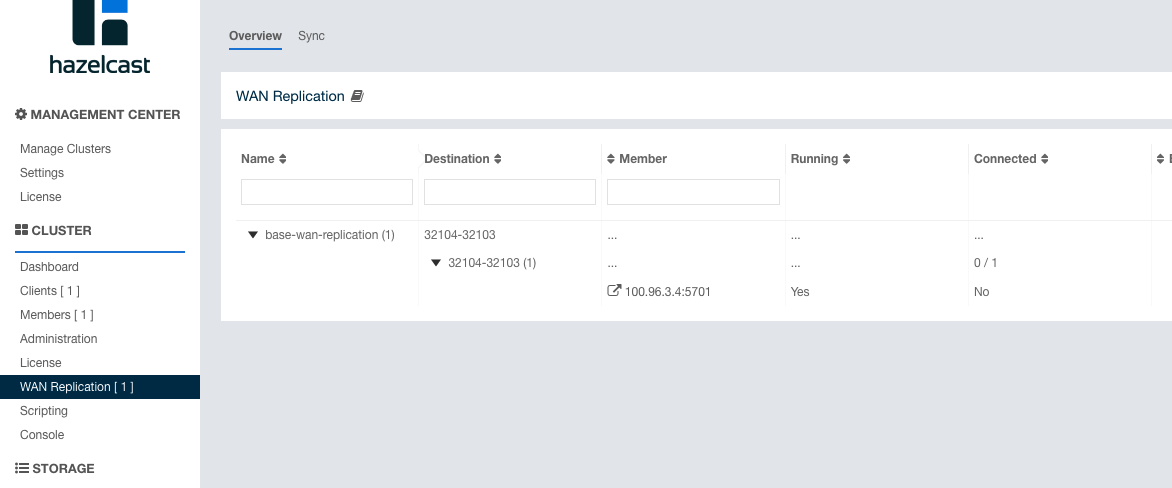 hazelcast
MANAGEMENT CENTER
Manage Clusters
Settings
License
CLUSTER
Dashboard
Clients [ 1 ]
Members [ 1 ]
Administration
License
WAN Replication [ 1 ]
Scripting
Console
STORAGE
Overview Sync
WAN Replication
Name Destination Member Running Connected
base-wan-replication (1) 32104-32103 ... ... ...
32104-32103 (1) ... ... 0 / 1
100.96.3.4:5701 Yes No